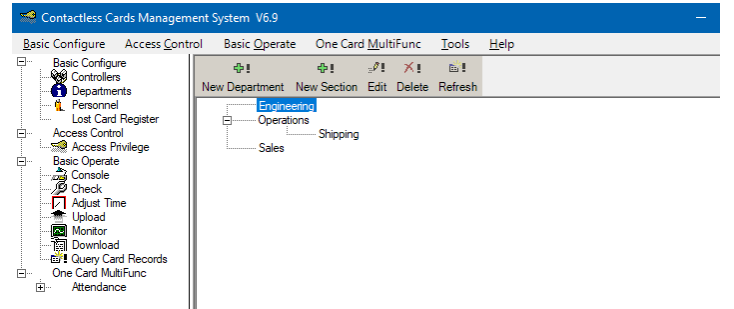 Contactless Cards Management System V6.9
Basic Configure Access Control Basic Operate One Card MultiFunc Tools Help
Basic Configure
Controllers
Departments
Personnel
Lost Card Register
Access Control
Access Privilege
Basic Operate
Console
Check
Adjust Time
Upload
Monitor
Download
Query Card Records
One Card MultiFunc
Attendance
New Department New Section Edit Delete Refresh
Engineering
Operations
Shipping
Sales